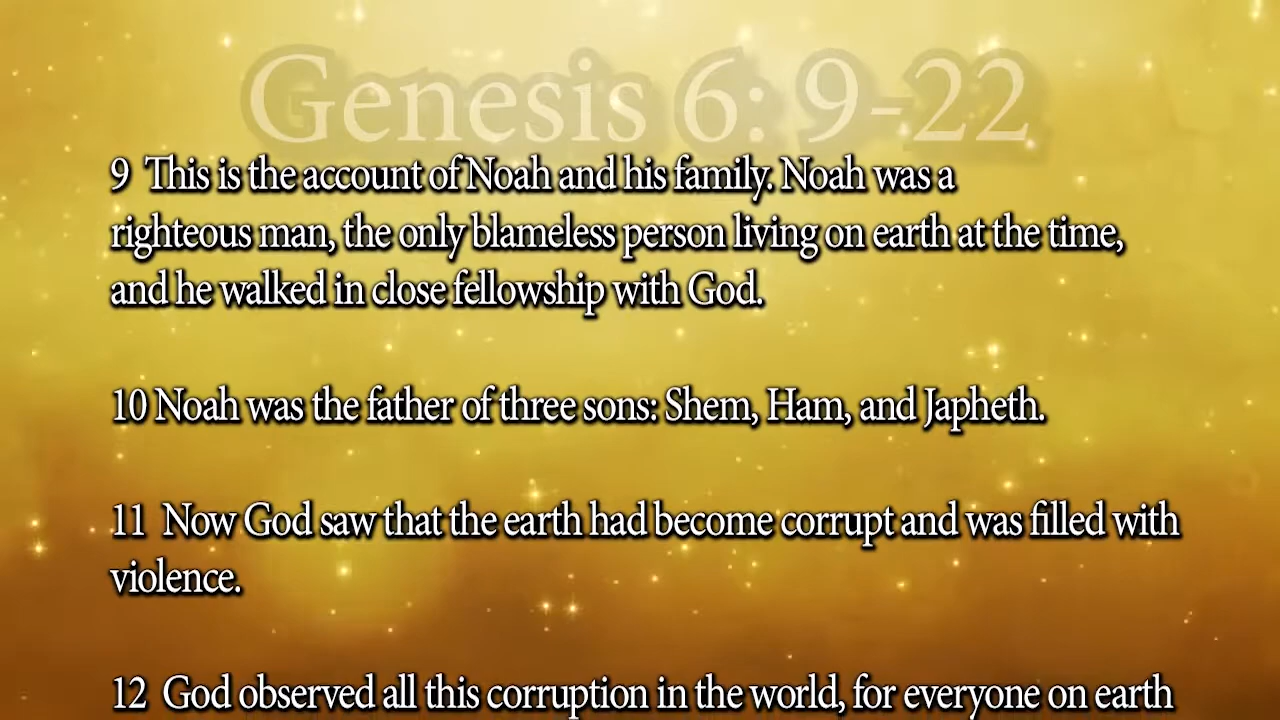 Genesis 6: 9-22
9 This is the account of Noah and his family. Noah was a
righteous man, the only blameless person living on earth at the time,
and he walked in close fellowship with God.
10 Noah was the father of three sons: Shem, Ham, and Japheth.
11 Now God saw that the earth had become corrupt and was filled with
violence.
12 God observed all this corruption in the world, for everyone on earth